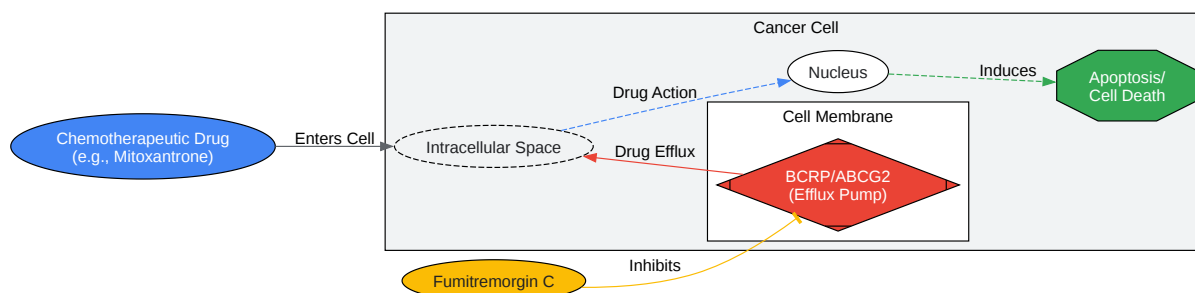 Cancer Cell
Nucleus
Induces
Apoptosis/
Cell Death
Drug Action
Cell Membrane
Chemotherapeutic Drug
(e.g., Mitoxantrone)
Enters Cell
Intracellular Space
Drug Efflux
BCRP/ABCG2
(Efflux Pump)
Inhibits
Fumitremorgin C